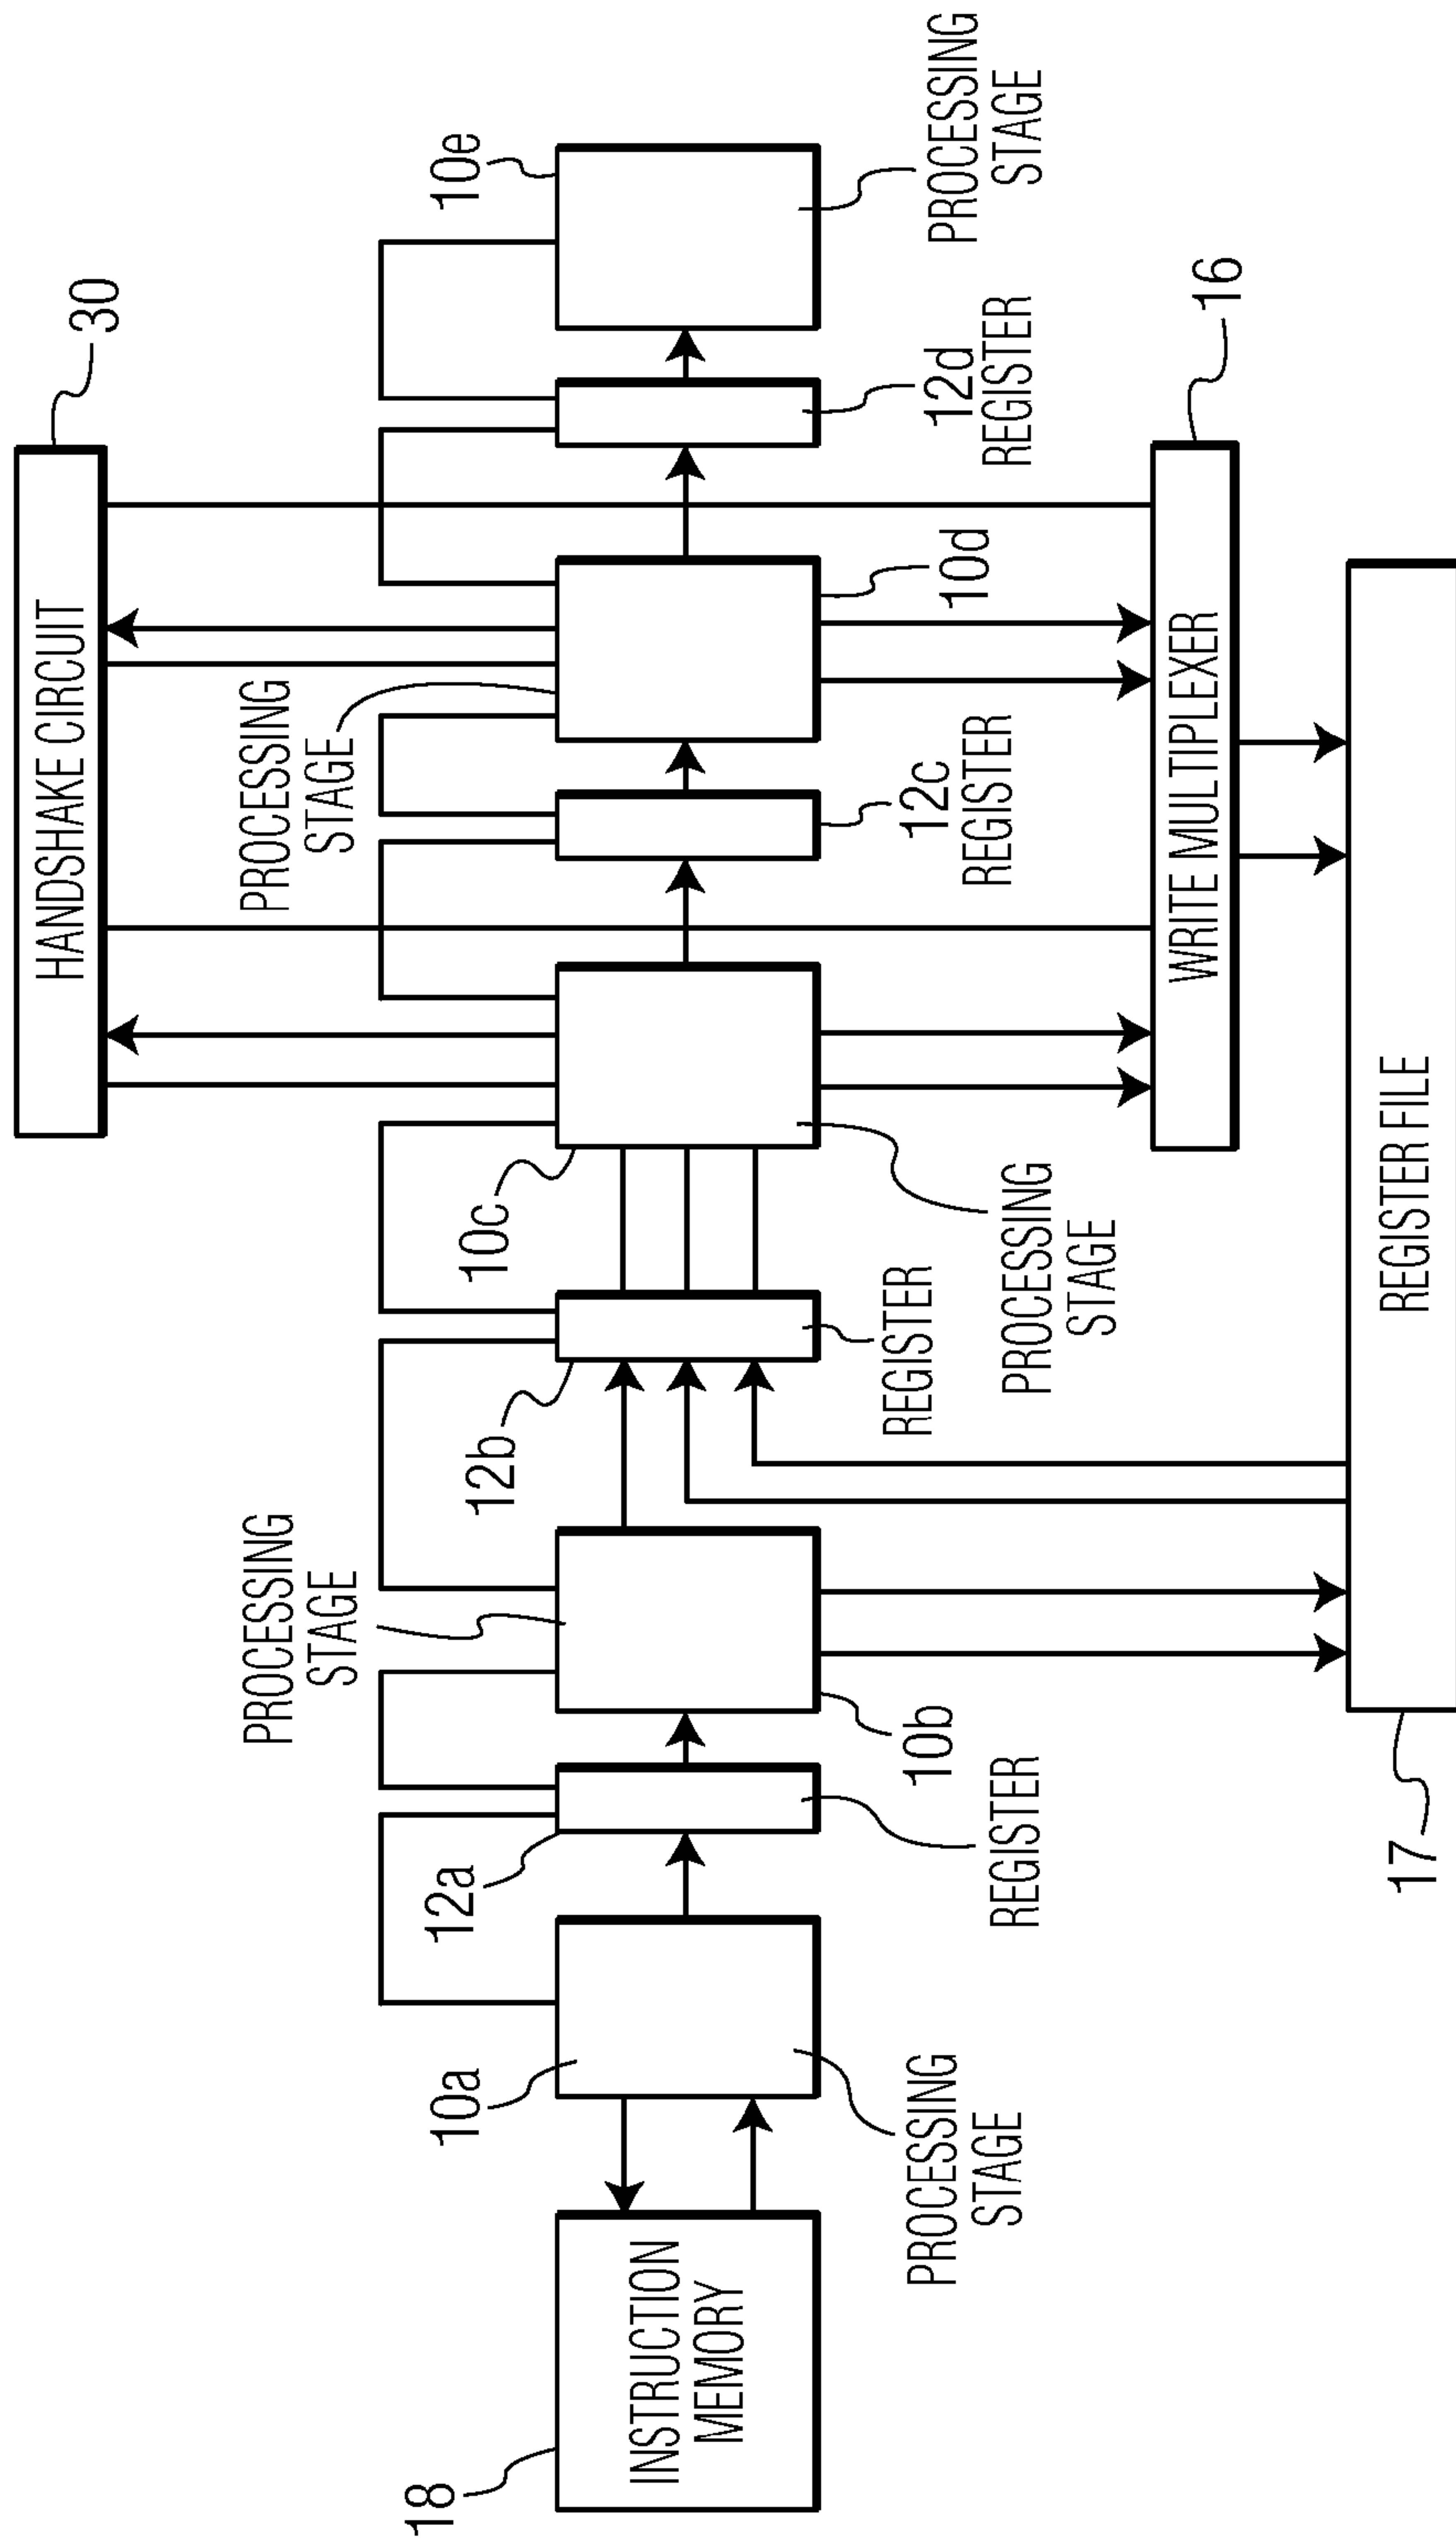 HANDSHAKE CIRCUIT
30
PROCESSING
STAGE
PROCESSING
STAGE
10e
12a
12b
10c
10a
18
INSTRUCTION
MEMORY
PROCESSING
STAGE
REGISTER
10b
REGISTER
PROCESSING
STAGE
12c
REGISTER
10d
12d
REGISTER
PROCESSING
STAGE
WRITE MULTIPLEXER
16
REGISTER FILE
17